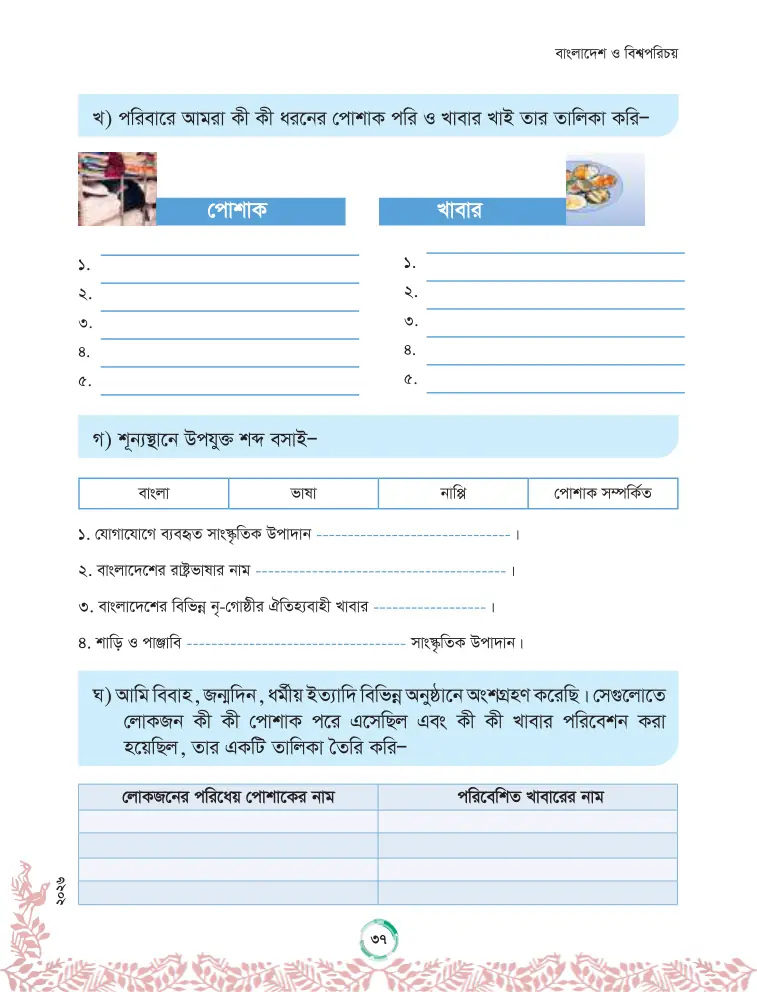 বাংলাদেশ ও বিশ্বপরিচয়
খ) পরিবারে আমরা কী কী ধরনের পোশাক পরি ও খাবার খাই তার তালিকা করি–
পোশাক
খাবার
১.
২.
৩.
৪.
৫.
১.
২.
৩.
৪.
৫.
গ) শূন্যস্থানে উপযুক্ত শব্দ বসাই–
বাংলা ভাষা নাপ্পি পোশাক সম্পর্কিত
১. যোগাযোগে ব্যবহৃত সাংস্কৃতিক উপাদান ------------------------------- ।
২. বাংলাদেশের রাষ্ট্রভাষার নাম ---------------------------------------- ।
৩. বাংলাদেশের বিভিন্ন নৃ-গোষ্ঠীর ঐতিহ্যবাহী খাবার ------------------ ।
৪. শাড়ি ও পাঞ্জাবি ----------------------------------- সাংস্কৃতিক উপাদান।
ঘ) আমি বিবাহ, জন্মদিন, ধর্মীয় ইত্যাদি বিভিন্ন অনুষ্ঠানে অংশগ্রহণ করেছি। সেগুলোতে
লোকজন কী কী পোশাক পরে এসেছিল এবং কী কী খাবার পরিবেশন করা
হয়েছিল, তার একটি তালিকা তৈরি করি–
লোকজনের পরিধেয় পোশাকের নাম পরিবেশিত খাবারের নাম
২০২৬
৩৭